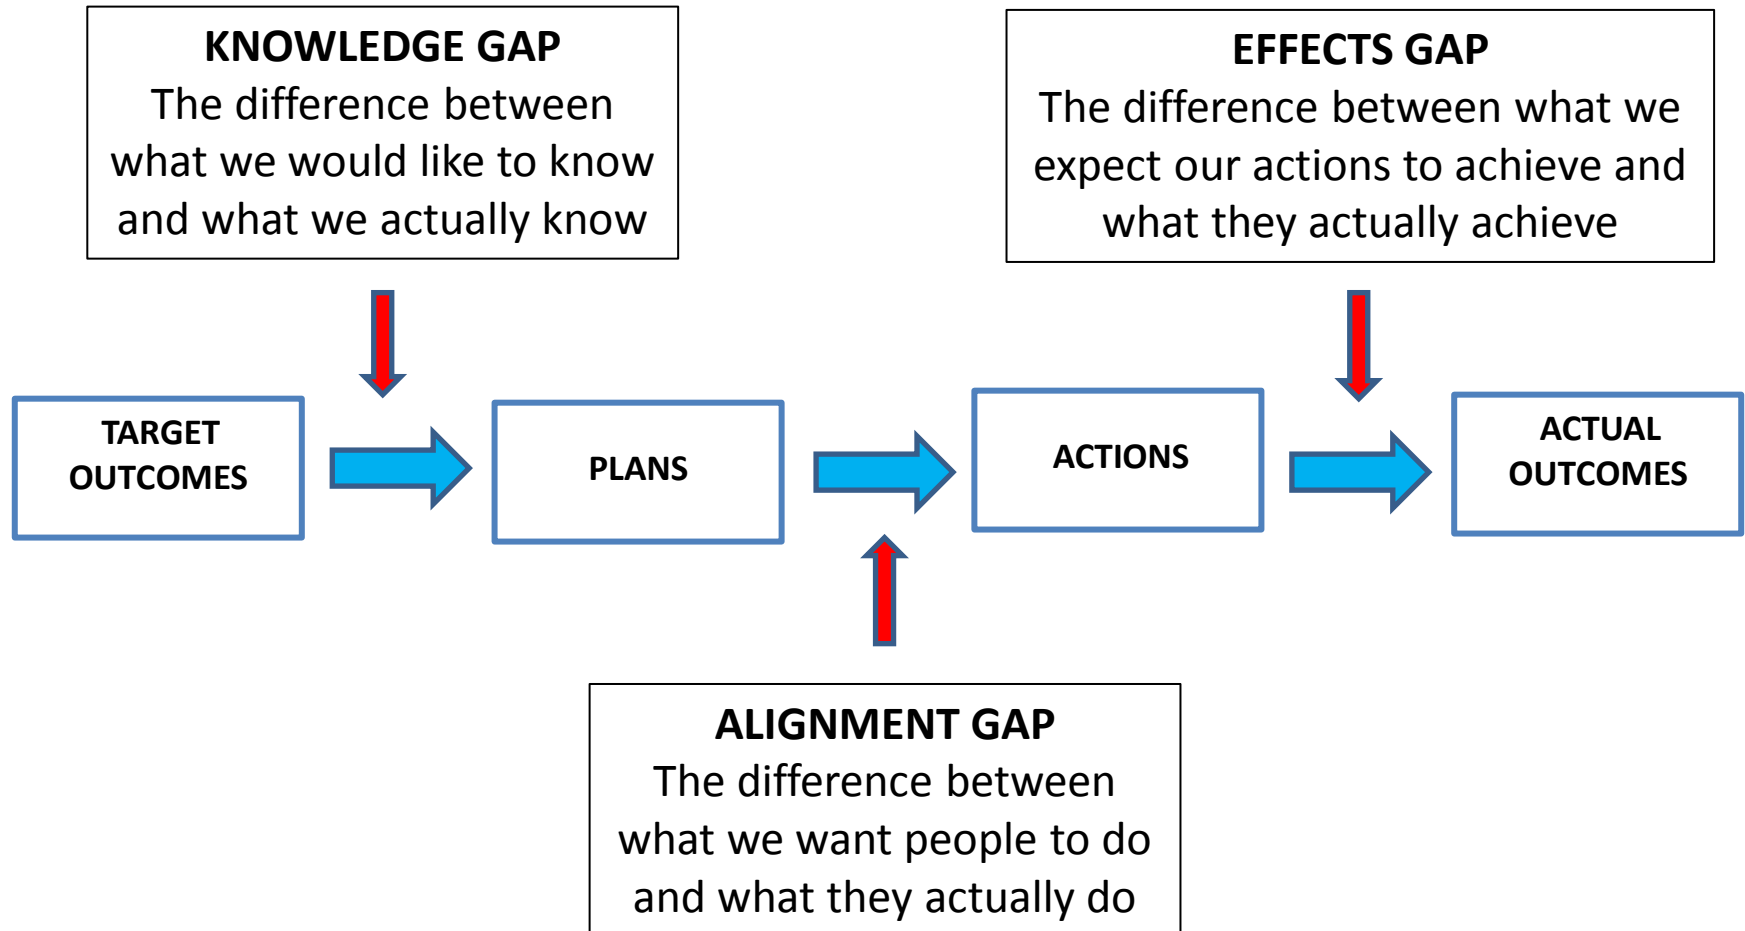 KNOWLEDGE GAP
The difference between
what we would like to know
and what we actually know
EFFECTS GAP
The difference between what we
expect our actions to achieve and
what they actually achieve
TARGET
OUTCOMES
PLANS
ACTIONS
ACTUAL
OUTCOMES
ALIGNMENT GAP
The difference between
what we want people to do
and what they actually do